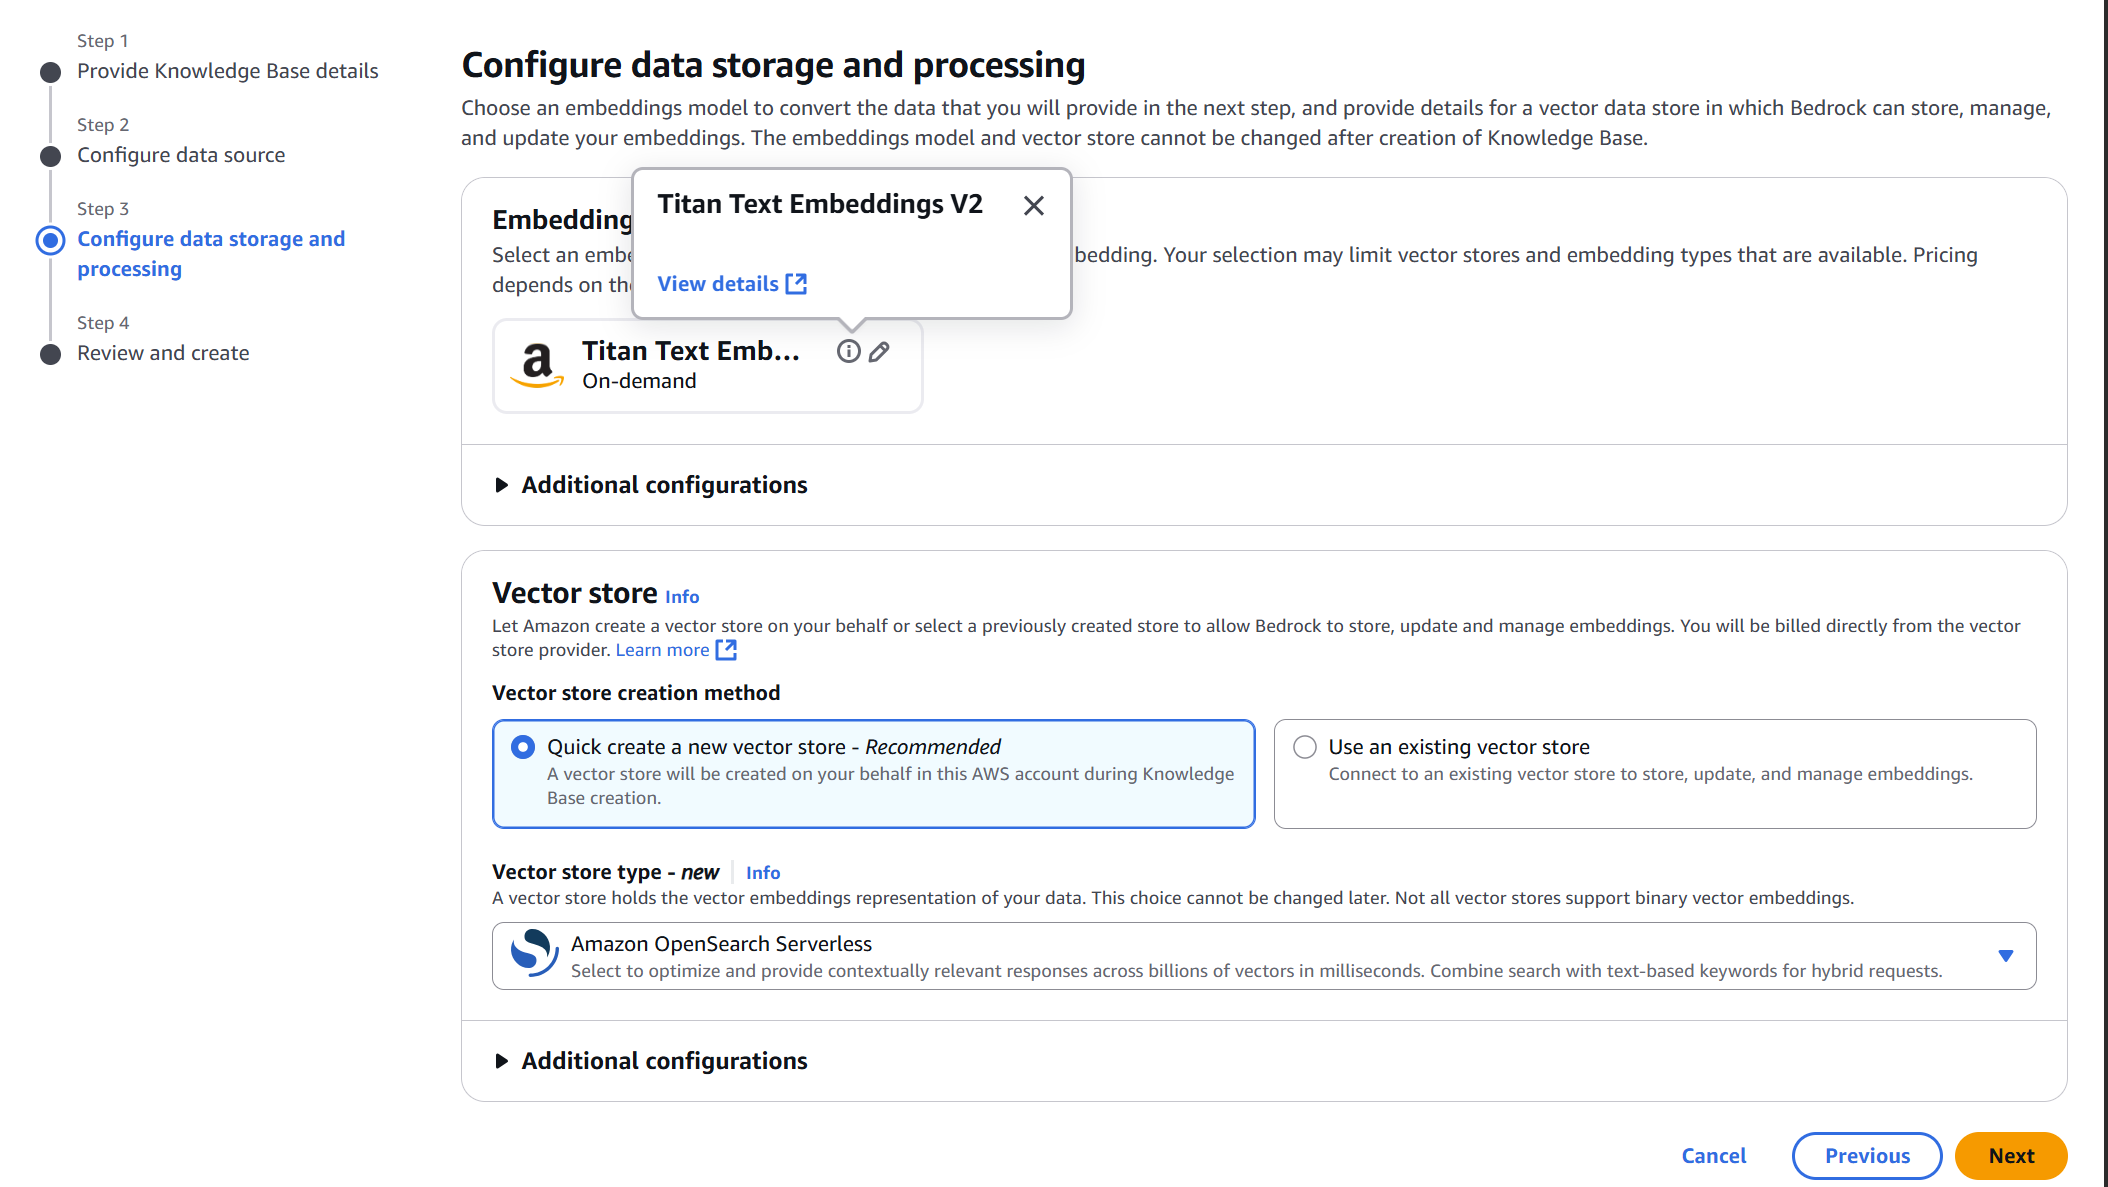 Step 1
Provide Knowledge Base details
Step 2
Configure data source
Step 3
Configure data storage and
processing
Step 4
Review and create
Configure data storage and processing
Choose an embeddings model to convert the data that you will provide in the next step, and provide details for a vector data store in which Bedrock can store, manage,
and update your embeddings. The embeddings model and vector store cannot be changed after creation of Knowledge Base.
Titan Text Embeddings V2
View details
Embedding
Select an embe bedding. Your selection may limit vector stores and embedding types that are available. Pricing
depends on the
Titan Text Emb...
On-demand
Additional configurations
Vector store Info
Let Amazon create a vector store on your behalf or select a previously created store to allow Bedrock to store, update and manage embeddings. You will be billed directly from the vector
store provider. Learn more
Vector store creation method
Quick create a new vector store - Recommended
A vector store will be created on your behalf in this AWS account during Knowledge
Base creation.
Use an existing vector store
Connect to an existing vector store to store, update, and manage embeddings.
Vector store type - new Info
A vector store holds the vector embeddings representation of your data. This choice cannot be changed later. Not all vector stores support binary vector embeddings.
Amazon OpenSearch Serverless
Select to optimize and provide contextually relevant responses across billions of vectors in milliseconds. Combine search with text-based keywords for hybrid requests.
Additional configurations
Cancel
Previous
Next